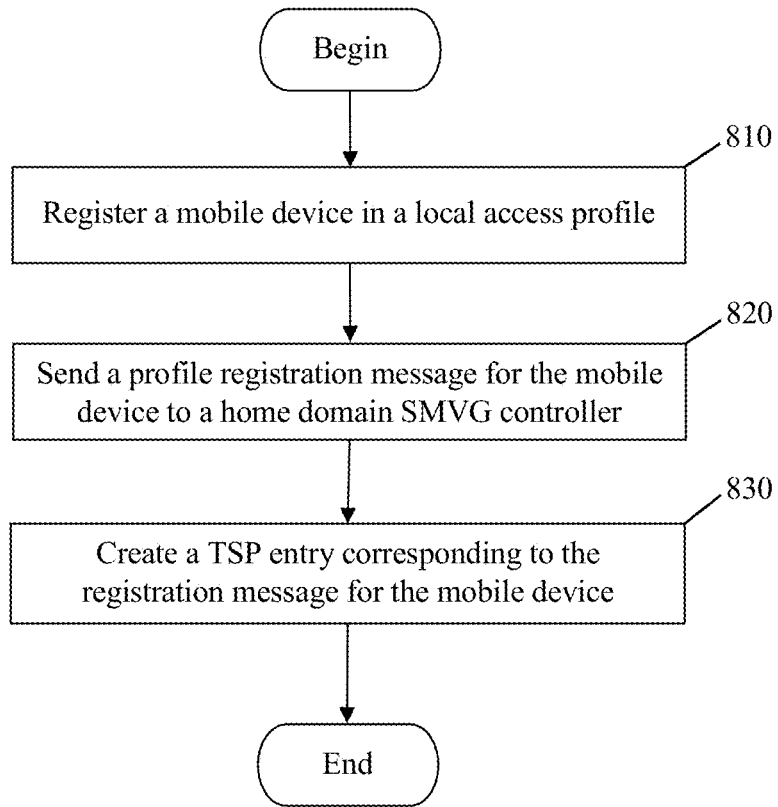 Begin
810
Register a mobile device in a local access profile
820
Send a profile registration message for the mobile
device to a home domain SMVG controller
830
Create a TSP entry corresponding to the
registration message for the mobile device
End